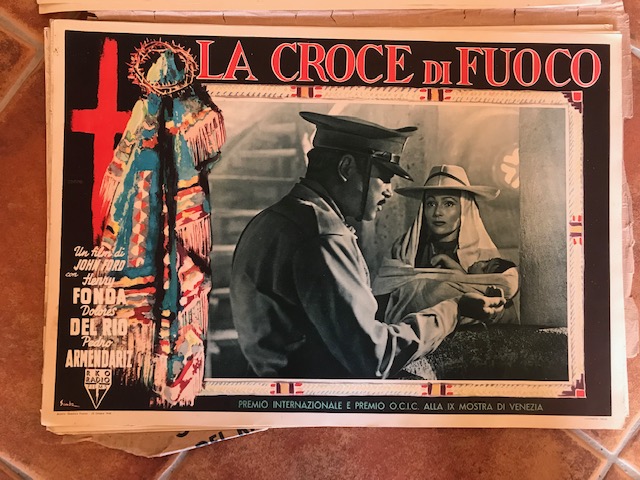 LA CROCE DI FUOCO
Un film di
JOHN FORD
con
Henry
FONDA
Dolores
DEL RIO
Pedro
ARMENDARIZ
RKO
RADIO
FILMS
PREMIO INTERNAZIONALE E PREMIO O.C.I.C. ALLA IX MOSTRA DI VENEZIA